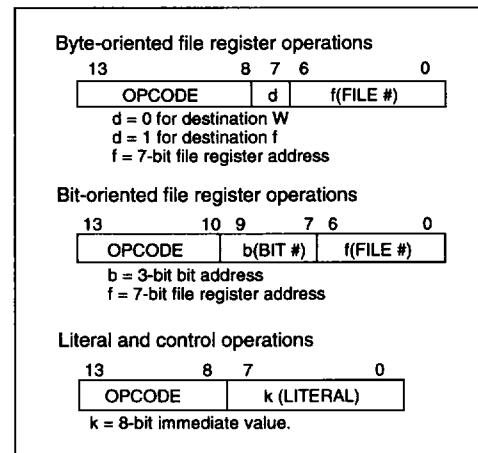 Byte-oriented file register operations
13 8 7 6 0
OPCODE d f(FILE #)
d = 0 for destination W
d = 1 for destination f
f = 7-bit file register address
Bit-oriented file register operations
13 10 9 7 6 0
OPCODE b(BIT #) f(FILE #)
b = 3-bit bit address
f = 7-bit file register address
Literal and control operations
13 8 7 0
OPCODE k (LITERAL)
k = 8-bit immediate value.